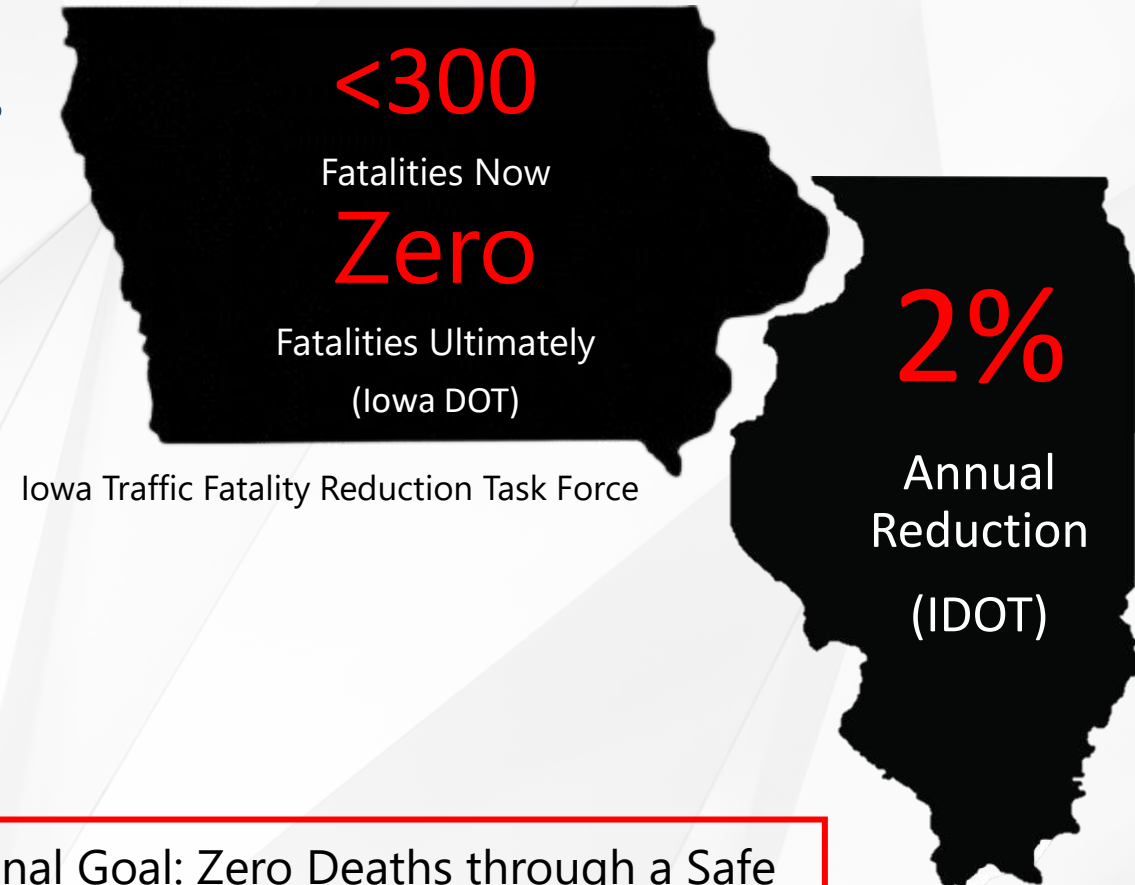 <300
Fatalities Now
Zero
Fatalities Ultimately
(Iowa DOT)
2%
Annual
Reduction
(IDOT)
Iowa Traffic Fatality Reduction Task Force
Goal: Zero Deaths through a Safe